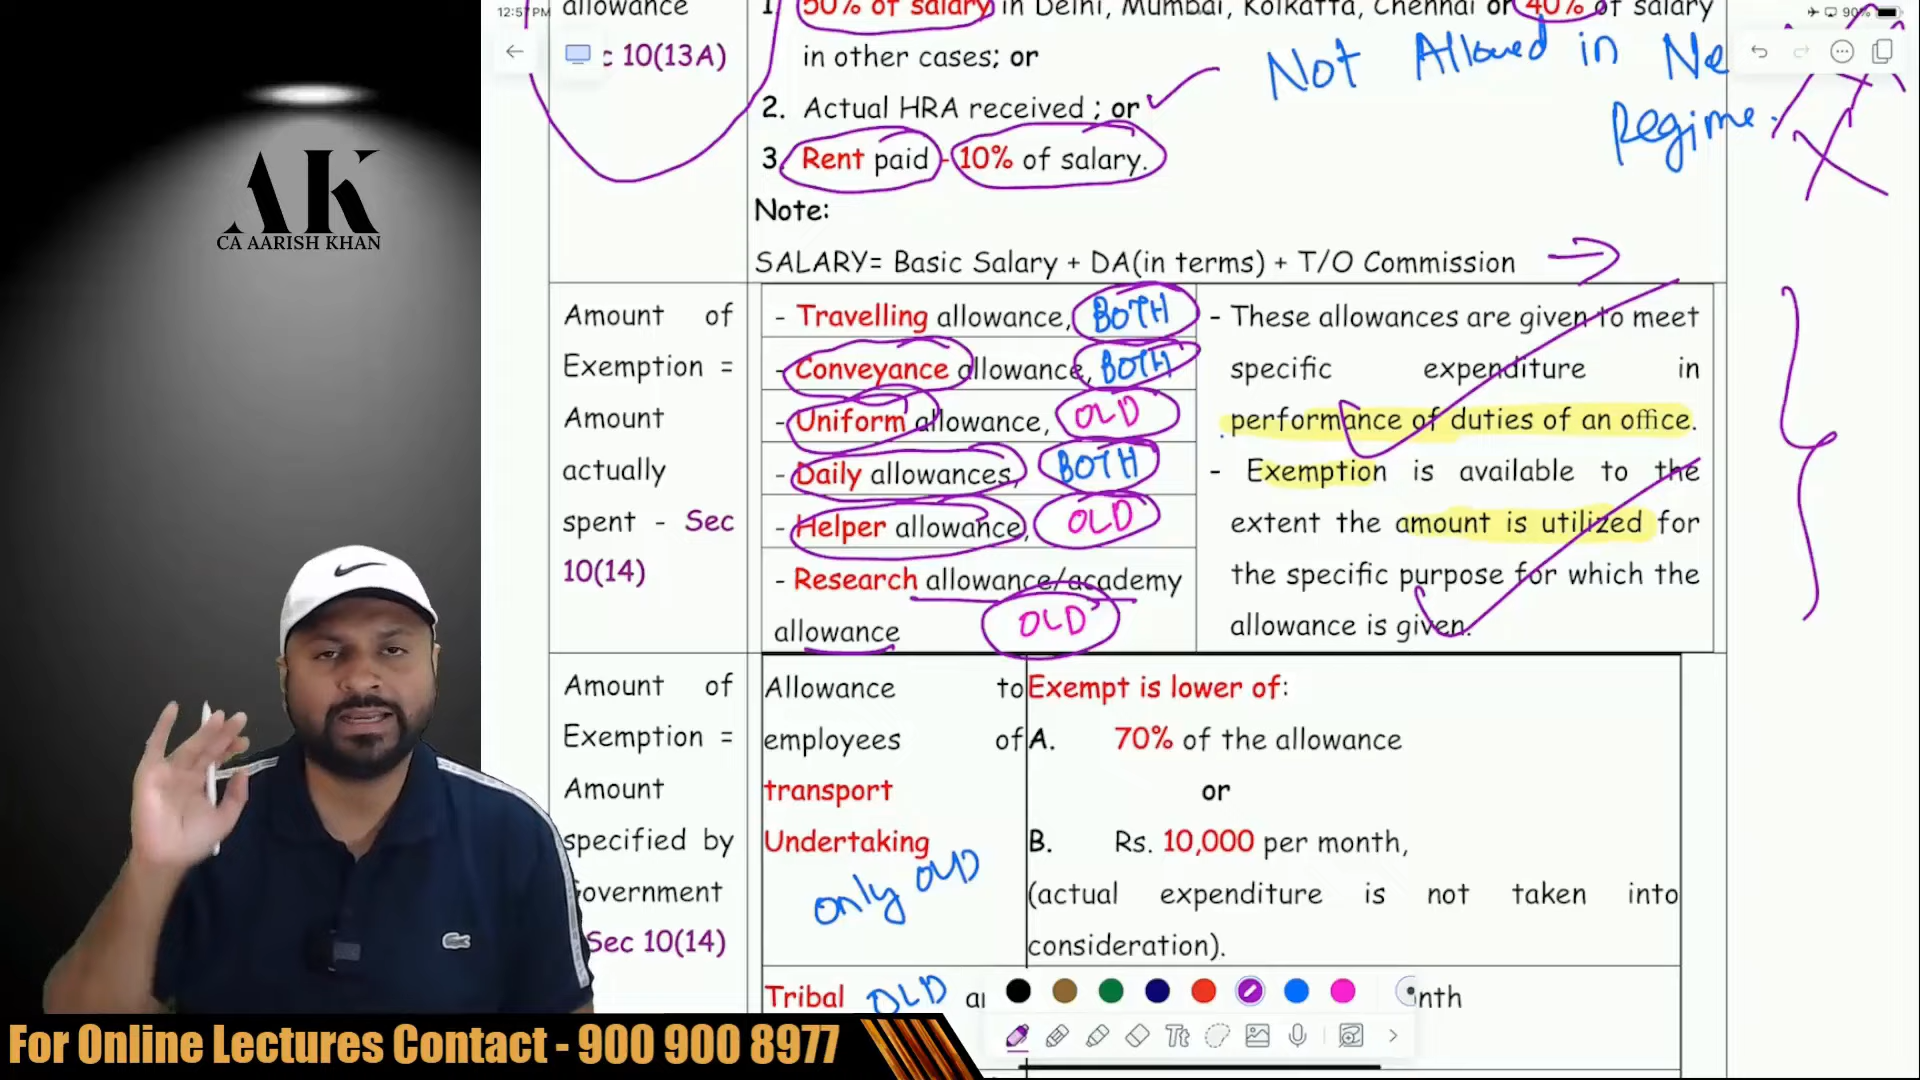 12:57 PM
90%
allowance
c 10(13A)
1. 50% of salary in Delhi, Mumbai, Kolkatta, Chennai or 40% of salary
in other cases; or
2. Actual HRA received ; or
3. Rent paid - 10% of salary.
Not Allowed in Ne
Regime.
Note:
SALARY= Basic Salary + DA(in terms) + T/O Commission
AK
CA AARISH KHAN
Amount of
Exemption =
Amount
actually
spent - Sec
10(14)
- Travelling allowance, BOTH
- Conveyance allowance, BOTH
- Uniform allowance, OLD
- Daily allowances, BOTH
- Helper allowance, OLD
- Research allowance/academy
allowance OLD
- These allowances are given to meet
specific expenditure in
performance of duties of an office.
- Exemption is available to the
extent the amount is utilized for
the specific purpose for which the
allowance is given.
Amount of
Exemption =
Amount
specified by
Government
Sec 10(14)
Allowance to
employees of
transport
Undertaking
only OLD
Exempt is lower of:
A. 70% of the allowance
or
B. Rs. 10,000 per month,
(actual expenditure is not taken into
consideration).
Tribal OLD
nth
Tt
For Online Lectures Contact - 900 900 8977